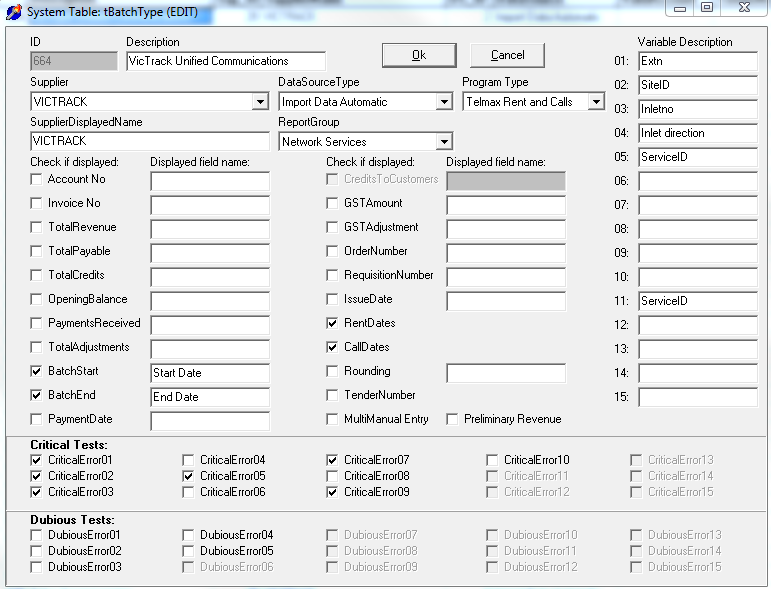 System Table: tBatchType (EDIT)
ID Description
664 VicTrack Unified Communications Ok Cancel
Supplier DataSourceType Program Type
VICTRACK Import Data Automatic Telmax Rent and Calls
SupplierDisplayedName ReportGroup
VICTRACK Network Services
Check if displayed: Displayed field name: Check if displayed: Displayed field name:
Account No CreditsToCustomers
Invoice No GSTAmount
TotalRevenue GSTAdjustment
TotalPayable OrderNumber
TotalCredits RequisitionNumber
OpeningBalance IssueDate
PaymentsReceived RentDates
TotalAdjustments CallDates
BatchStart Start Date Rounding
BatchEnd End Date TenderNumber
PaymentDate MultiManual Entry Preliminary Revenue
Variable Description
01: Extn
02: SiteID
03: Inletno
04: Inlet direction
05: ServiceID
06:
07:
08:
09:
10:
11: ServiceID
12:
13:
14:
15:
Critical Tests:
CriticalError01 CriticalError04 CriticalError07 CriticalError10 CriticalError13
CriticalError02 CriticalError05 CriticalError08 CriticalError11 CriticalError14
CriticalError03 CriticalError06 CriticalError09 CriticalError12 CriticalError15
Dubious Tests:
DubiousError01 DubiousError04 DubiousError07 DubiousError10 DubiousError13
DubiousError02 DubiousError05 DubiousError08 DubiousError11 DubiousError14
DubiousError03 DubiousError06 DubiousError09 DubiousError12 DubiousError15